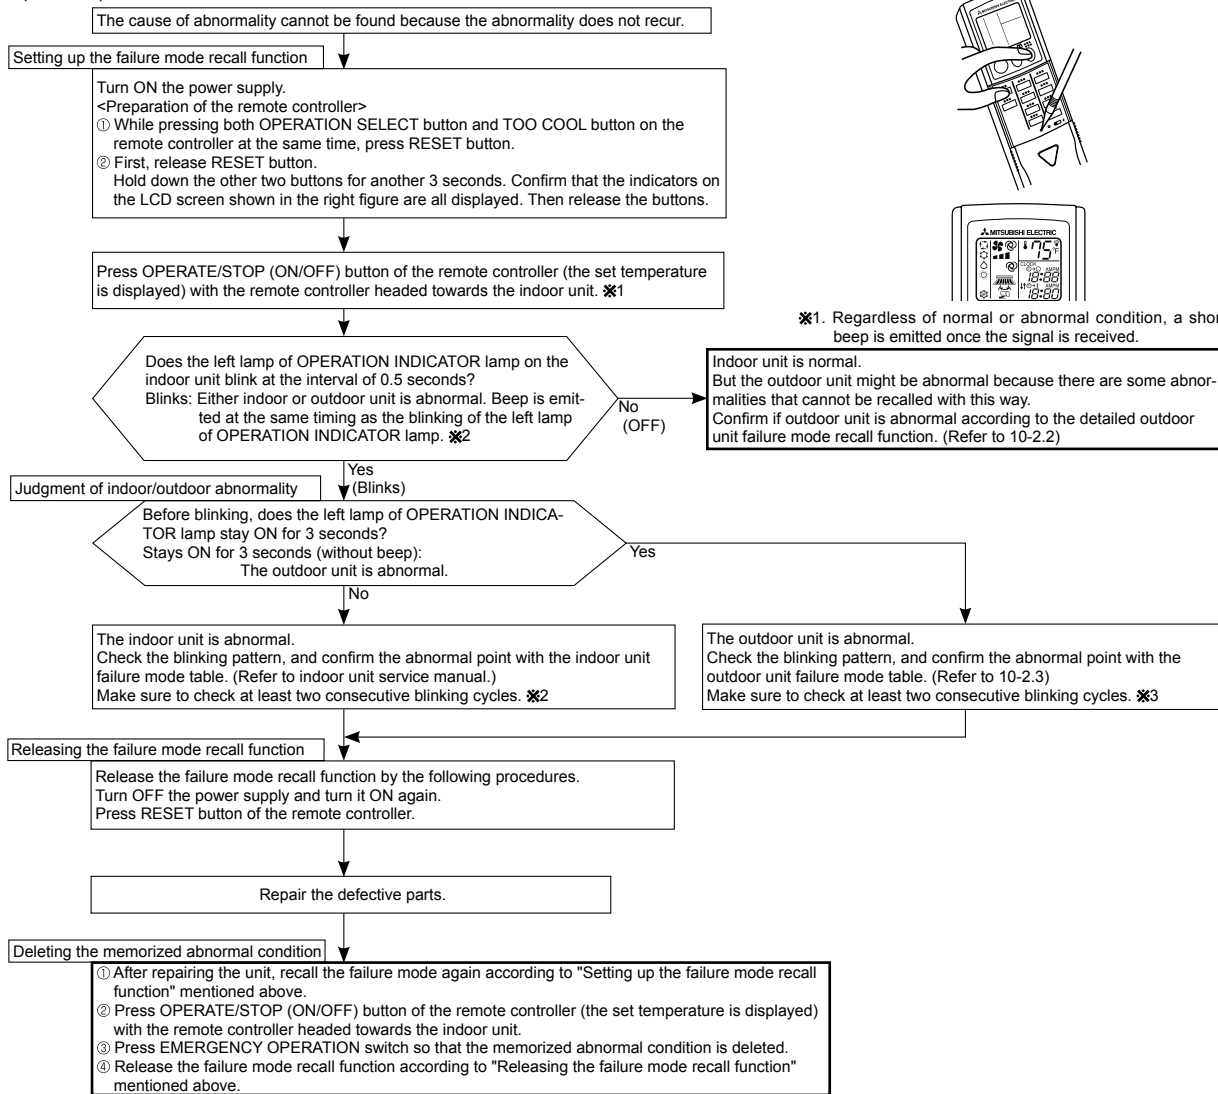 The cause of abnormality cannot be found because the abnormality does not recur.
Setting up the failure mode recall function
Turn ON the power supply.
<Preparation of the remote controller>
① While pressing both OPERATION SELECT button and TOO COOL button on the
remote controller at the same time, press RESET button.
② First, release RESET button.
Hold down the other two buttons for another 3 seconds. Confirm that the indicators on
the LCD screen shown in the right figure are all displayed. Then release the buttons.
MITSUBISHI ELECTRIC
MITSUBISHI ELECTRIC
75°F
CLOCK
AMPM
18:88
AMPM
18:80
Press OPERATE/STOP (ON/OFF) button of the remote controller (the set temperature
is displayed) with the remote controller headed towards the indoor unit. ※1
※1. Regardless of normal or abnormal condition, a shor
beep is emitted once the signal is received.
Does the left lamp of OPERATION INDICATOR lamp on the
indoor unit blink at the interval of 0.5 seconds?
Blinks: Either indoor or outdoor unit is abnormal. Beep is emit-
ted at the same timing as the blinking of the left lamp
of OPERATION INDICATOR lamp. ※2
No
(OFF)
Indoor unit is normal.
But the outdoor unit might be abnormal because there are some abnor-
malities that cannot be recalled with this way.
Confirm if outdoor unit is abnormal according to the detailed outdoor
unit failure mode recall function. (Refer to 10-2.2)
Yes
(Blinks)
Judgment of indoor/outdoor abnormality
Before blinking, does the left lamp of OPERATION INDICA-
TOR lamp stay ON for 3 seconds?
Stays ON for 3 seconds (without beep):
The outdoor unit is abnormal.
Yes
No
The indoor unit is abnormal.
Check the blinking pattern, and confirm the abnormal point with the indoor unit
failure mode table. (Refer to indoor unit service manual.)
Make sure to check at least two consecutive blinking cycles. ※2
The outdoor unit is abnormal.
Check the blinking pattern, and confirm the abnormal point with the
outdoor unit failure mode table. (Refer to 10-2.3)
Make sure to check at least two consecutive blinking cycles. ※3
Releasing the failure mode recall function
Release the failure mode recall function by the following procedures.
Turn OFF the power supply and turn it ON again.
Press RESET button of the remote controller.
Repair the defective parts.
Deleting the memorized abnormal condition
① After repairing the unit, recall the failure mode again according to "Setting up the failure mode recall
function" mentioned above.
② Press OPERATE/STOP (ON/OFF) button of the remote controller (the set temperature is displayed)
with the remote controller headed towards the indoor unit.
③ Press EMERGENCY OPERATION switch so that the memorized abnormal condition is deleted.
④ Release the failure mode recall function according to "Releasing the failure mode recall function"
mentioned above.